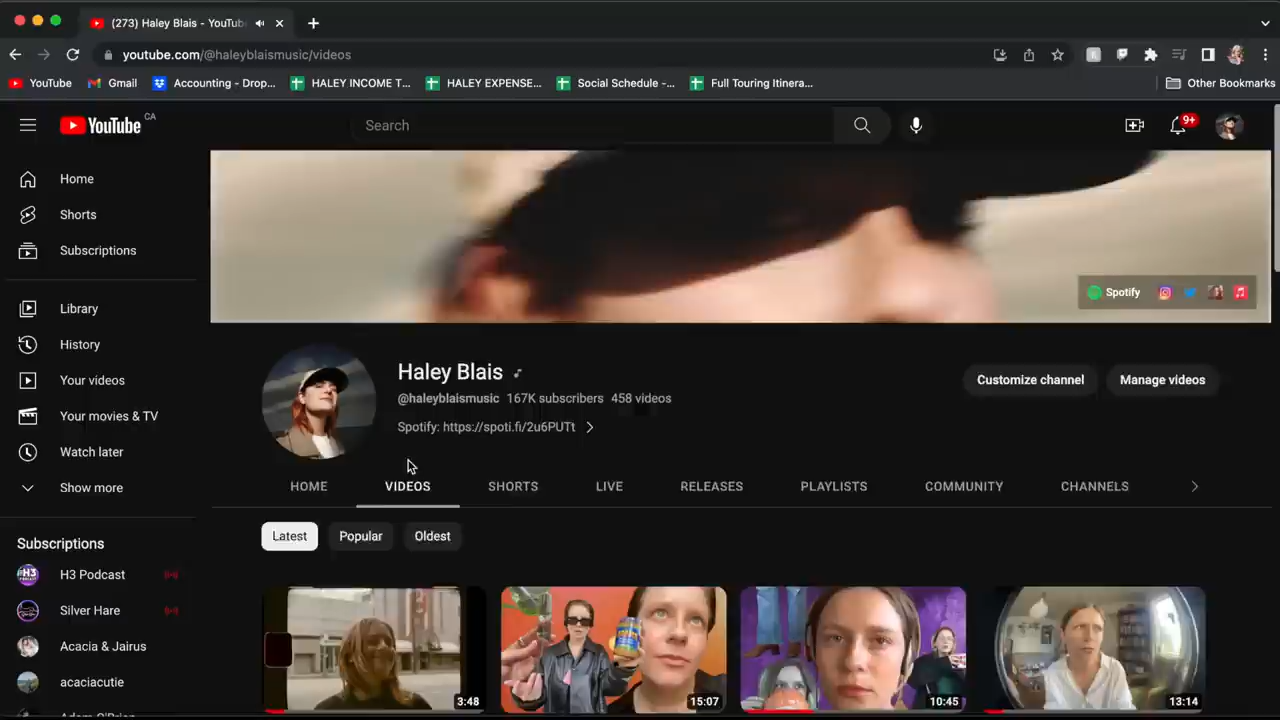 (273) Haley Blais - YouTub
youtube.com/@haleyblaismusic/videos
YouTube
Gmail
Accounting - Drop...
HALEY INCOME T...
HALEY EXPENSE...
Social Schedule -...
Full Touring Itinera...
Other Bookmarks
YouTube CA
Search
9+
Home
Shorts
Subscriptions
Library
History
Your videos
Your movies & TV
Watch later
Show more
Subscriptions
H3 Podcast
Silver Hare
Acacia & Jairus
acaciacutie
Adam O'Brien
Spotify
Haley Blais
@haleyblaismusic 167K subscribers 458 videos
Spotify: https://spoti.fi/2u6PUTt
Customize channel
Manage videos
HOME
VIDEOS
SHORTS
LIVE
RELEASES
PLAYLISTS
COMMUNITY
CHANNELS
Latest
Popular
Oldest
3:48
15:07
10:45
13:14